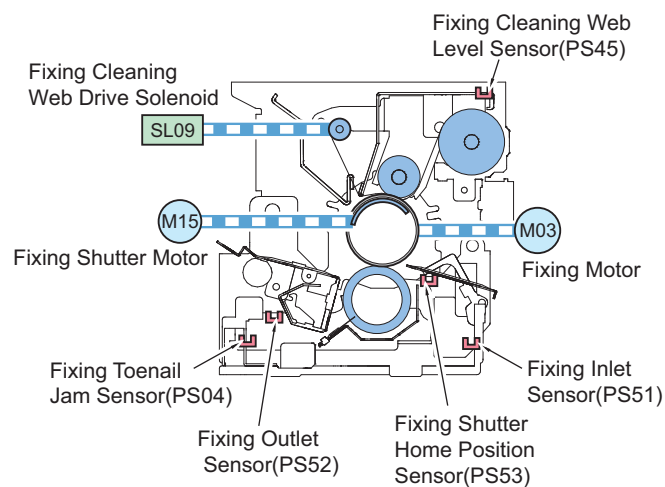 Fixing Cleaning Web
Level Sensor(PS45)
Fixing Cleaning
Web Drive Solenoid
SL09
M15
M03
Fixing Shutter Motor
Fixing Motor
Fixing Toenail
Jam Sensor(PS04)
Fixing Inlet
Sensor(PS51)
Fixing Outlet
Sensor(PS52)
Fixing Shutter
Home Position
Sensor(PS53)